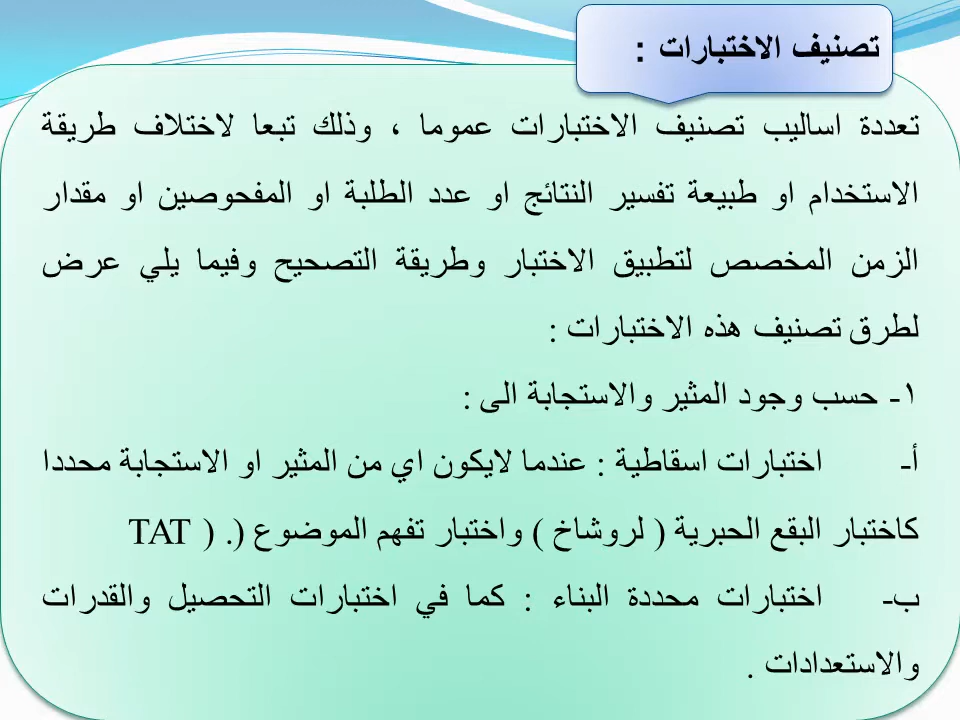 تصنيف الاختبارات :
تعددة اساليب تصنيف الاختبارات عموما ، وذلك تبعا لاختلاف طريقة
الاستخدام او طبيعة تفسير النتائج او عدد الطلبة او المفحوصين او مقدار
الزمن المخصص لتطبيق الاختبار وطريقة التصحيح وفيما يلي عرض
لطرق تصنيف هذه الاختبارات :
١- حسب وجود المثير والاستجابة الى :
أ- اختبارات اسقاطية : عندما لايكون اي من المثير او الاستجابة محددا
كاختبار البقع الحبرية ( لروشاخ ) واختبار تفهم الموضوع (. ( TAT
ب- اختبارات محددة البناء : كما في اختبارات التحصيل والقدرات
والاستعدادات .